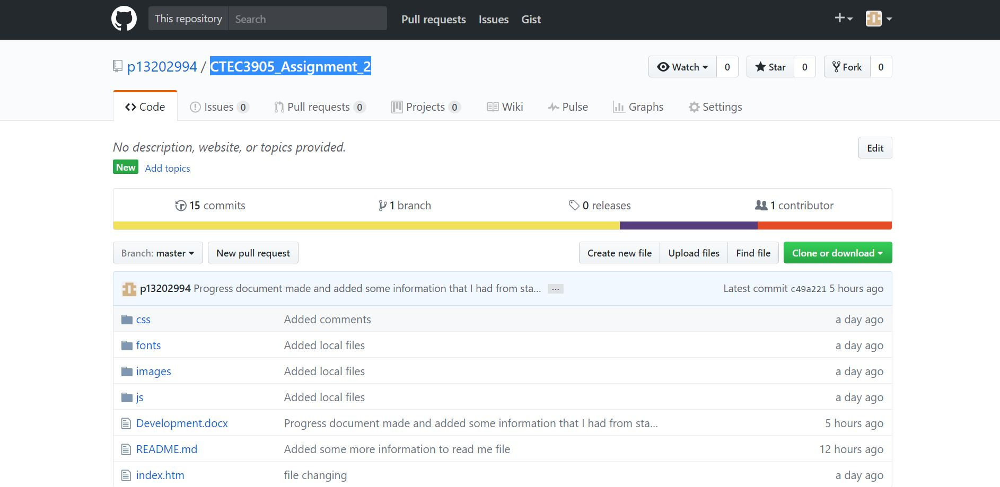 This repository Search Pull requests Issues Gist
p13202994 / CTEC3905_Assignment_2 Watch 0 Star 0 Fork 0
Code Issues 0 Pull requests 0 Projects 0 Wiki Pulse Graphs Settings
No description, website, or topics provided. Edit
New Add topics
15 commits 1 branch 0 releases 1 contributor
Branch: master New pull request Create new file Upload files Find file Clone or download
p13202994 Progress document made and added some information that I had from sta... ... Latest commit c49a221 5 hours ago
css Added comments a day ago
fonts Added local files a day ago
images Added local files a day ago
js Added local files a day ago
Development.docx Progress document made and added some information that I had from sta... 5 hours ago
README.md Added some more information to read me file 12 hours ago
index.htm file changing a day ago